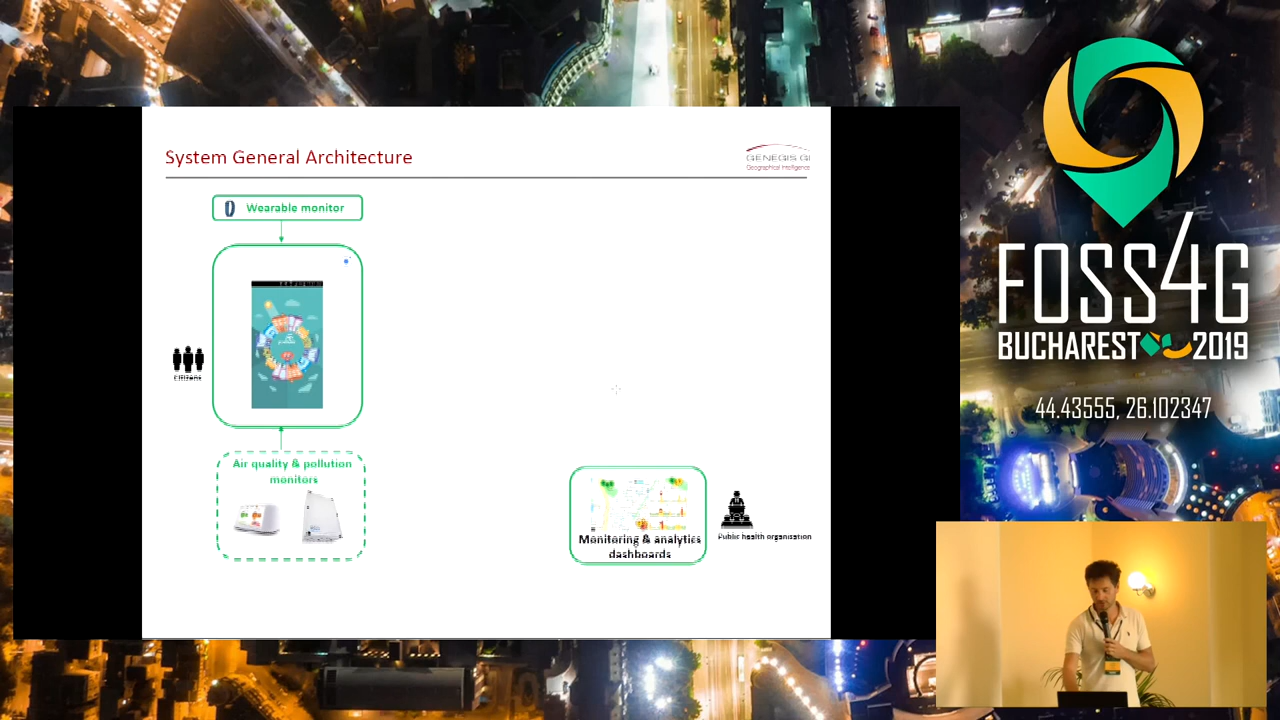 System General Architecture
GENEGIS GI
Geographical Intelligence
Wearable monitor
citizens
Air quality & pollution
monitors
Monitoring & analytics
dashboards
Public health organisation
FOSS4G
BUCHAREST 2019
44.43555, 26.102347